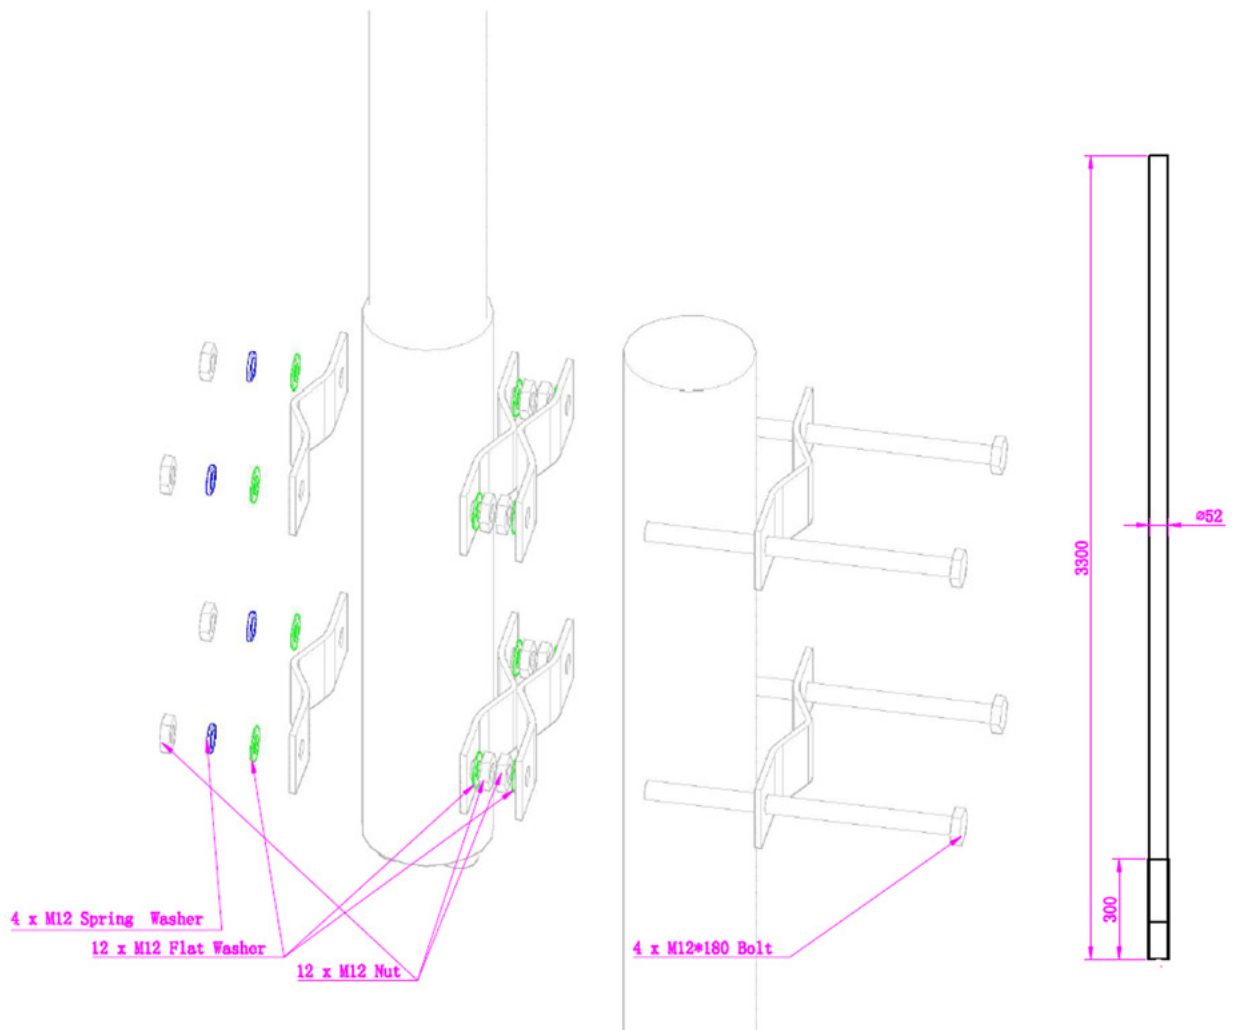 ø52
3300
300
4 x M12 Spring Washer
12 x M12 Flat Washer
4 x M12*180 Bolt
12 x M12 Nut